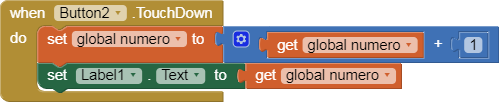 when Button2 .TouchDown
do set global numero to get global numero + 1
set Label1 . Text to get global numero